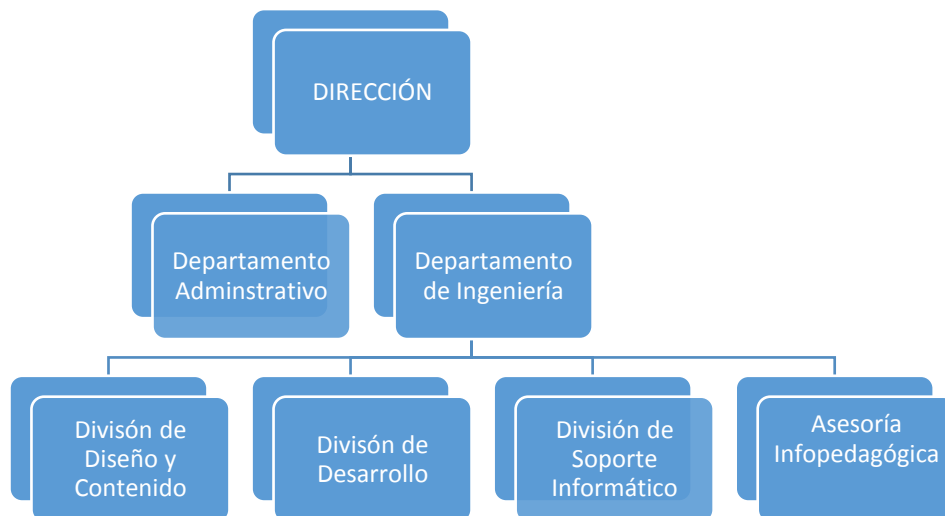 DIRECCIÓN
Departamento
Adminstrativo
Departamento
de Ingeniería
Divisón de
Diseño y
Contenido
Divisón de
Desarrollo
División de
Soporte
Informático
Asesoría
Infopedagógica